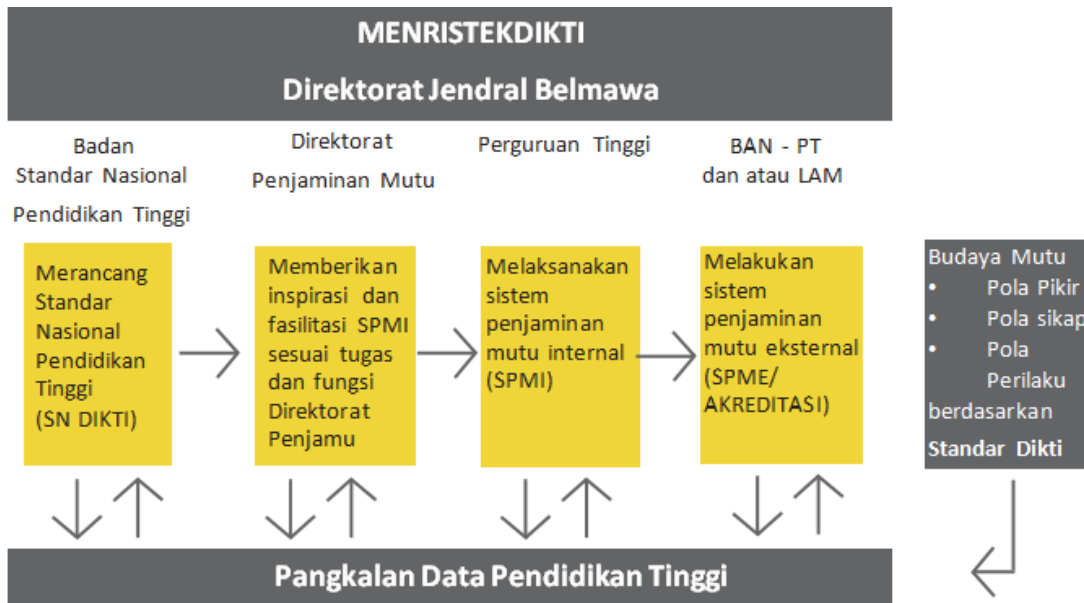 MENRISTEKDIKTI
Direktorat Jendral Belmawa
Badan
Standar Nasional
Pendidikan Tinggi
Direktorat
Penjaminan Mutu
Perguruan Tinggi
BAN - PT
dan atau LAM
Merancang
Standar
Nasional
Pendidikan
Tinggi
(SN DIKTI)
Memberikan
inspirasi dan
fasilitasi SPMI
sesuai tugas
dan fungsi
Direktorat
Penjamu
Melaksanakan
sistem
penjaminan
mutu internal
(SPMI)
Melakukan
sistem
penjaminan
mutu eksternal
(SPME/
AKREDITASI)
Budaya Mutu
• Pola Pikir
• Pola sikap
• Pola
Perilaku
berdasarkan
Standar Dikti
Pangkalan Data Pendidikan Tinggi